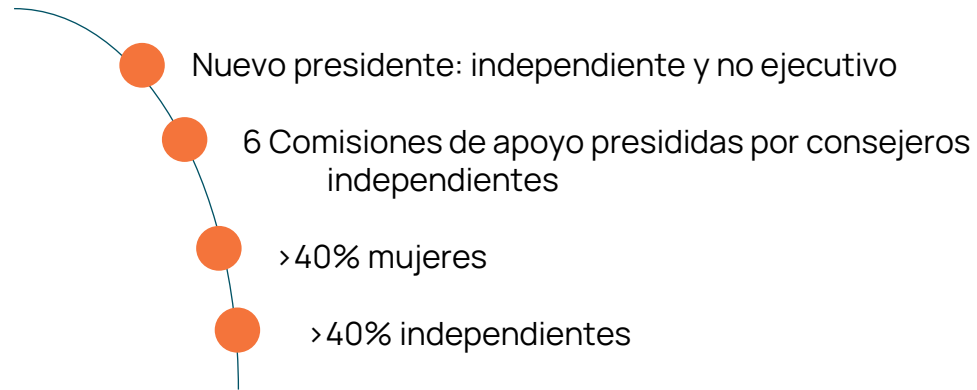 Nuevo presidente: independiente y no ejecutivo
6 Comisiones de apoyo presididas por consejeros
independientes
>40% mujeres
>40% independientes